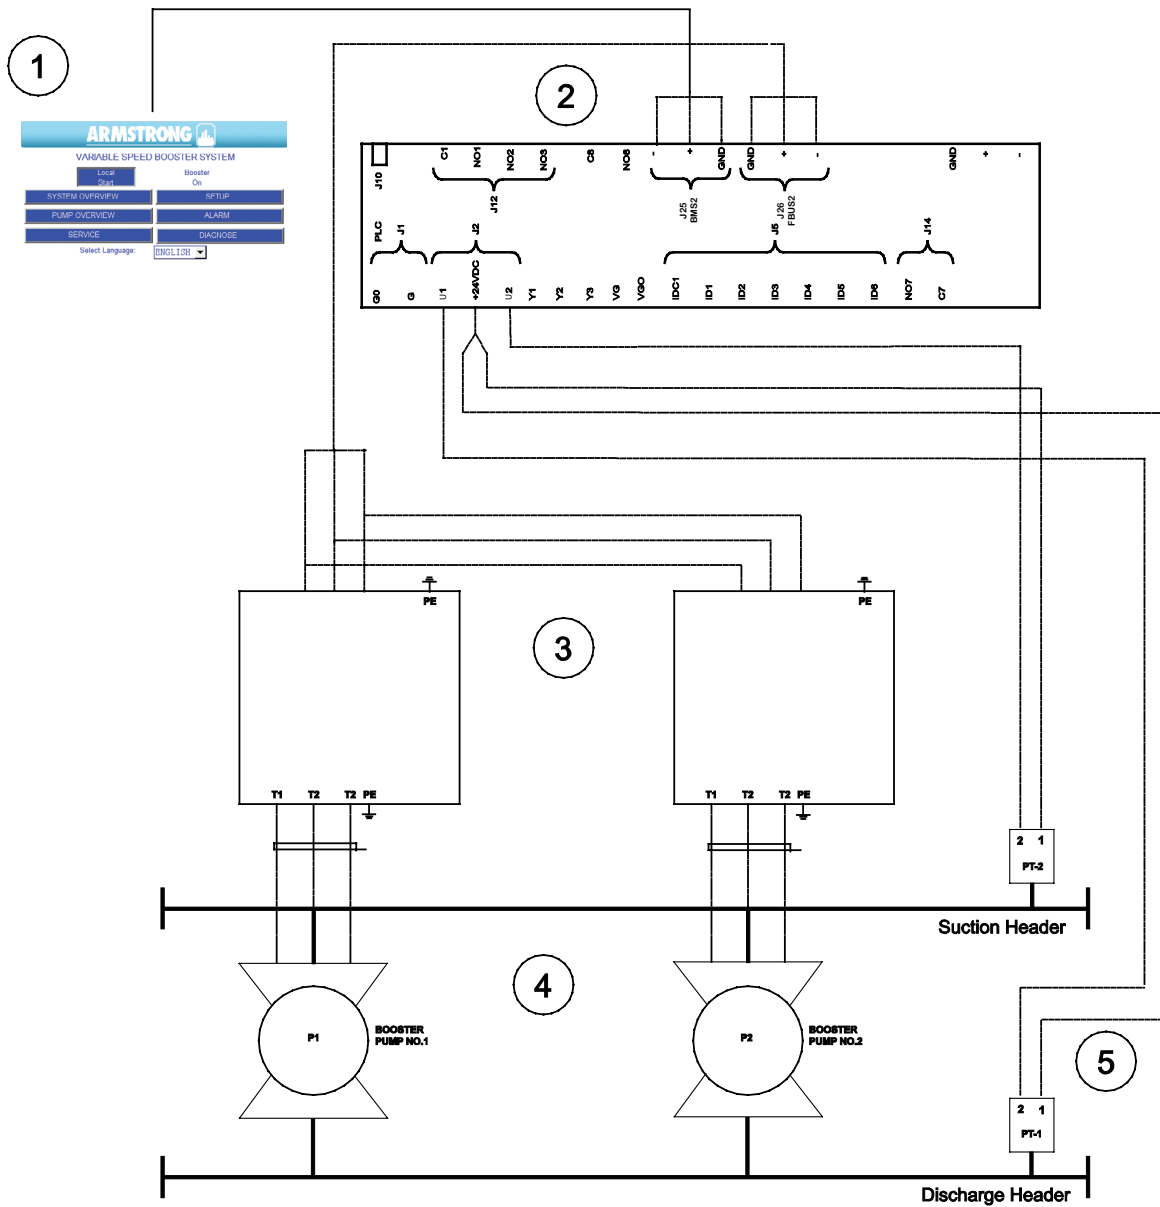 1
ARMSTRONG
VARIABLE SPEED BOOSTER SYSTEM
Local Start
Booster On
SYSTEM OVERVIEW SETUP
PUMP OVERVIEW ALARM
SERVICE DIAGNOSE
Select Language: ENGLISH
2
J10 C1 NO1 NO2 NO3 C8 NO8 - + GND GND + - GND + -
J12 J25 BMS2 J26 FBUS2
PLC J1 J2 J5 J14
G0 G U1 +24VDC U2 Y1 Y2 Y3 VG VGO IDC1 ID1 ID2 ID3 ID4 ID5 ID6 NO7 C7
PE PE
3
T1 T2 T2 PE T1 T2 T2 PE
2 1
PT-2
Suction Header
4
P1 BOOSTER PUMP NO.1
P2 BOOSTER PUMP NO.2
5
2 1
PT-1
Discharge Header